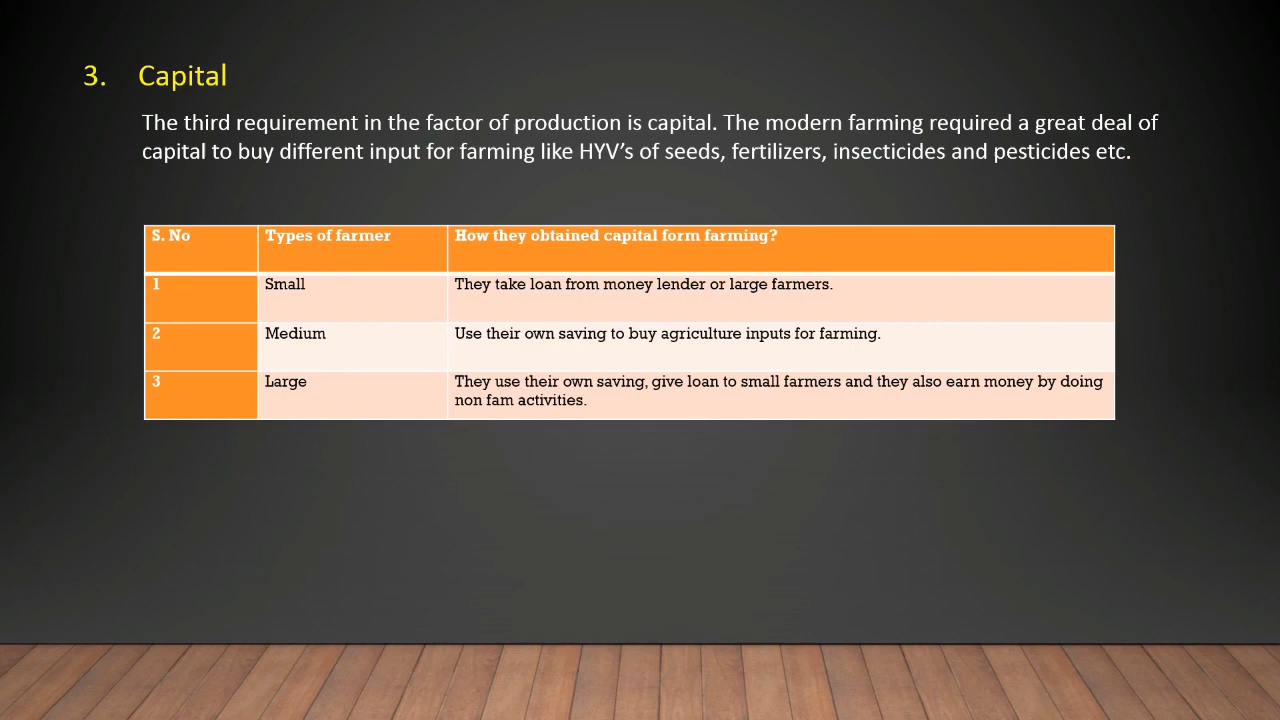 3. Capital
The third requirement in the factor of production is capital. The modern farming required a great deal of
capital to buy different input for farming like HYV’s of seeds, fertilizers, insecticides and pesticides etc.
S. No Types of farmer How they obtained capital form farming?
1 Small They take loan from money lender or large farmers.
2 Medium Use their own saving to buy agriculture inputs for farming.
3 Large They use their own saving, give loan to small farmers and they also earn money by doing
non fam activities.